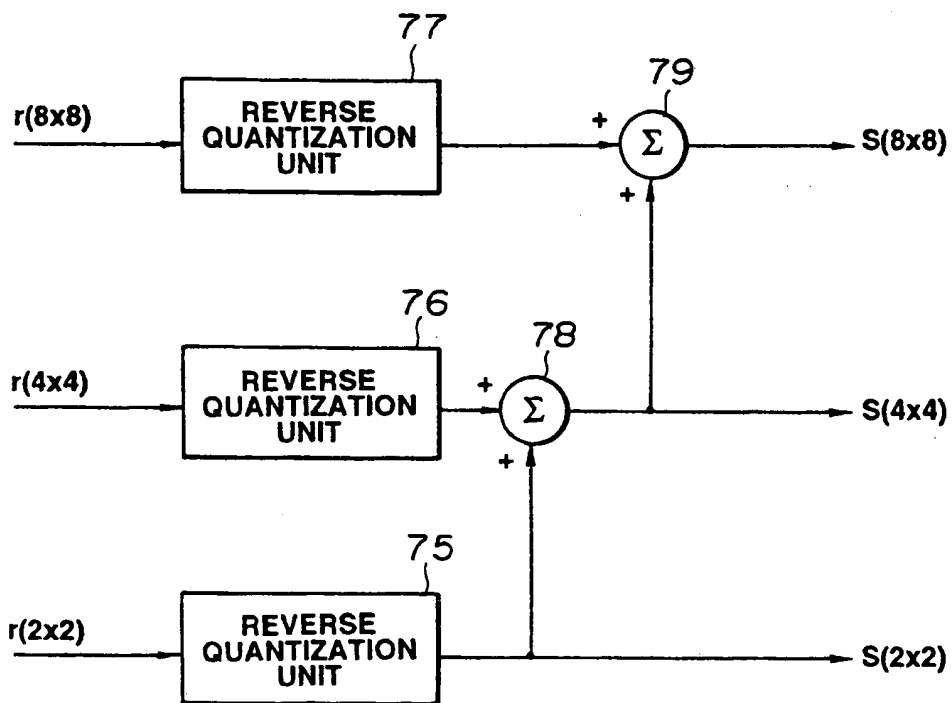 77
79
r(8x8)
REVERSE
QUANTIZATION
UNIT
+
Σ
+
S(8x8)
76
78
r(4x4)
REVERSE
QUANTIZATION
UNIT
+
Σ
+
S(4x4)
75
r(2x2)
REVERSE
QUANTIZATION
UNIT
S(2x2)